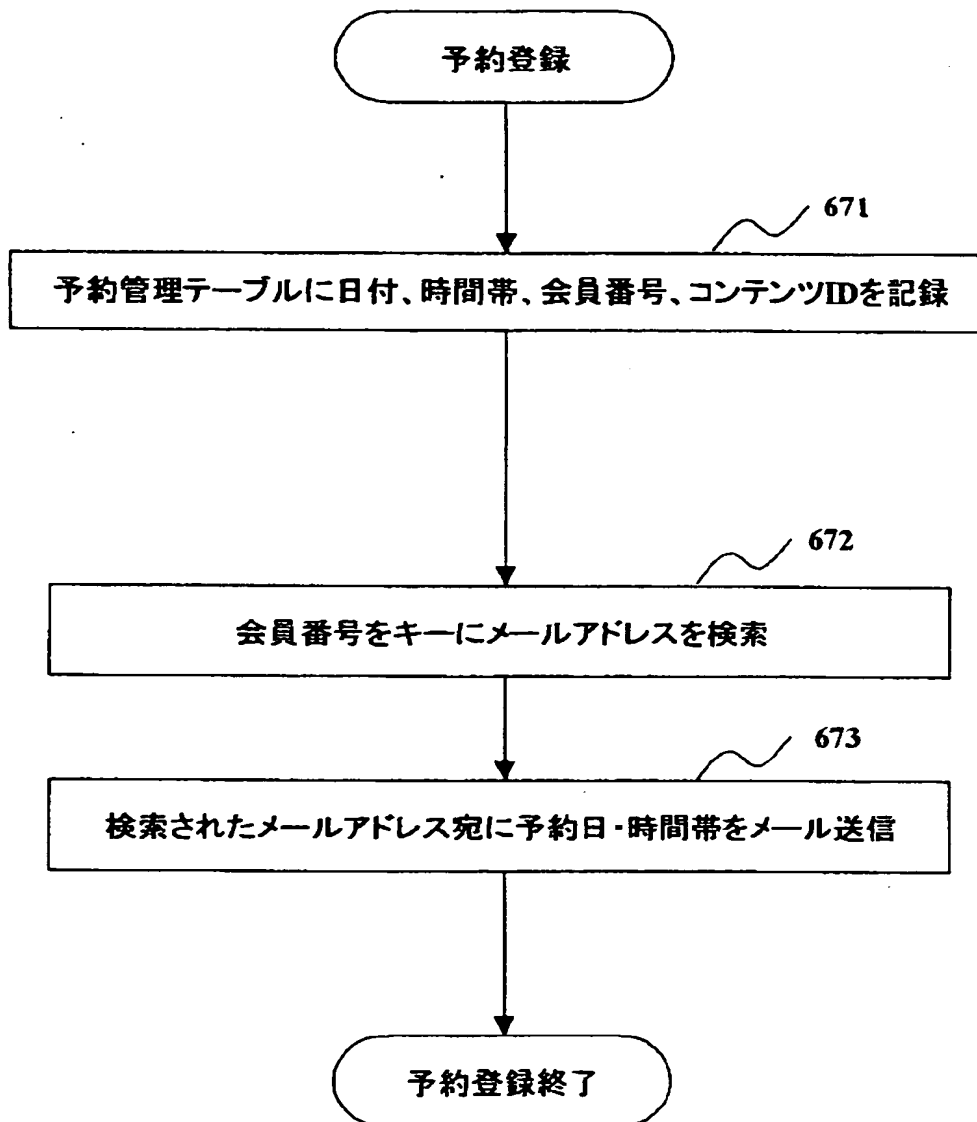 予約登録
671
予約管理テーブルに日付、時間帯、会員番号、コンテンツIDを記録
672
会員番号をキーにメールアドレスを検索
673
検索されたメールアドレス宛に予約日・時間帯をメール送信
予約登録終了